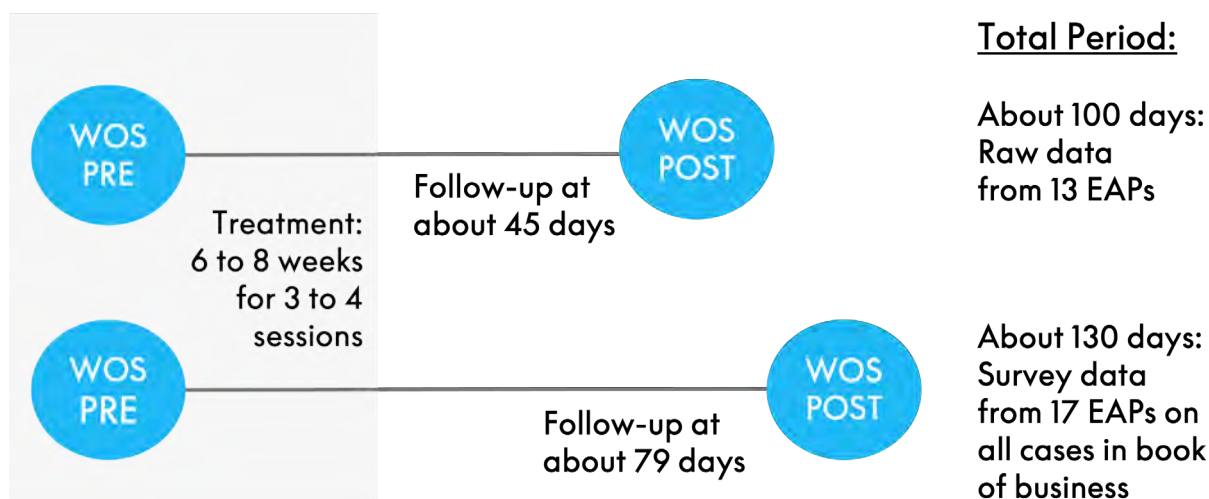 WOS
PRE
WOS
POST
Follow-up at
about 45 days
Treatment:
6 to 8 weeks
for 3 to 4
sessions
WOS
PRE
WOS
POST
Follow-up at
about 79 days
Total Period:
About 100 days:
Raw data
from 13 EAPs
About 130 days:
Survey data
from 17 EAPs on
all cases in book
of business